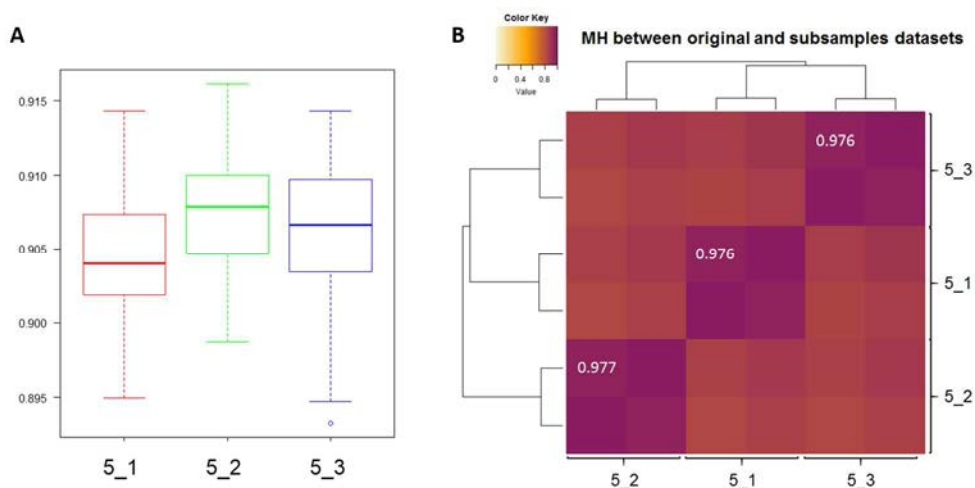 A
0.915
0.910
0.905
0.900
0.895
5_1 5_2 5_3
B
Color Key
0 0.4 0.8
Value
MH between original and subsamples datasets
0.976
0.976
0.977
5_3
5_1
5_2
5_2 5_1 5_3